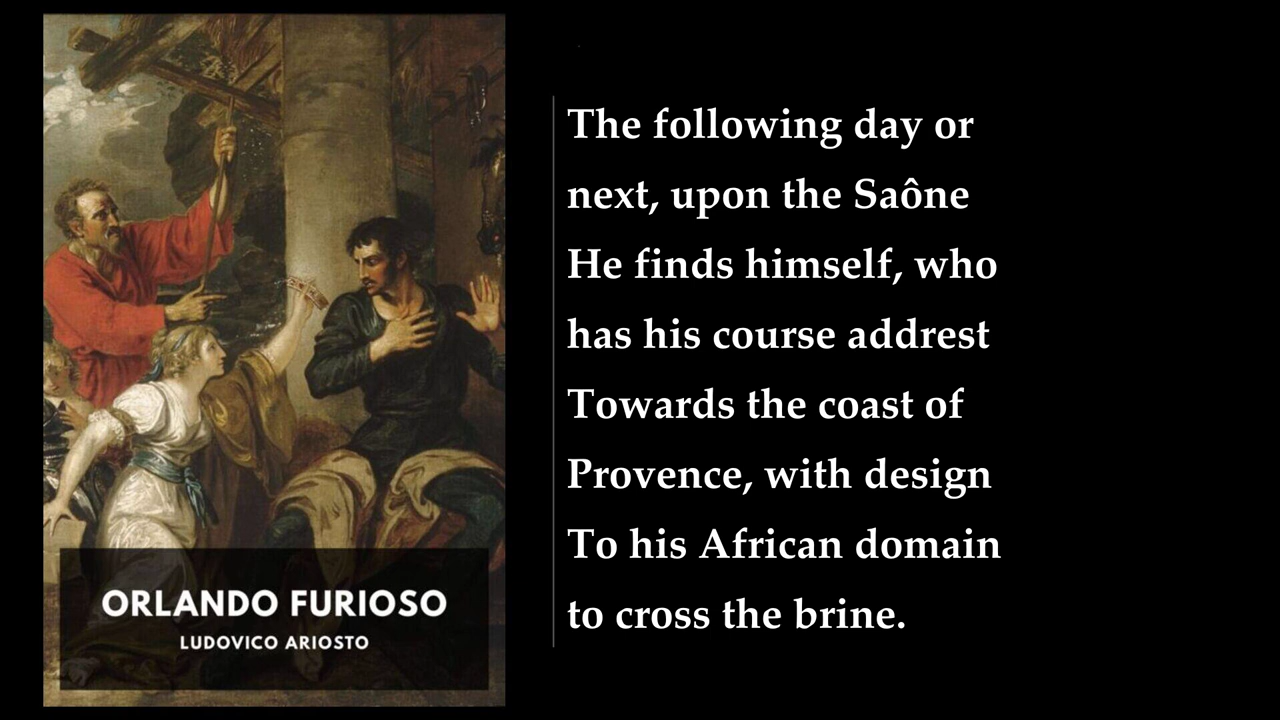 The following day or
next, upon the Saône
He finds himself, who
has his course addrest
Towards the coast of
Provence, with design
To his African domain
to cross the brine.
ORLANDO FURIOSO
LUDOVICO ARIOSTO